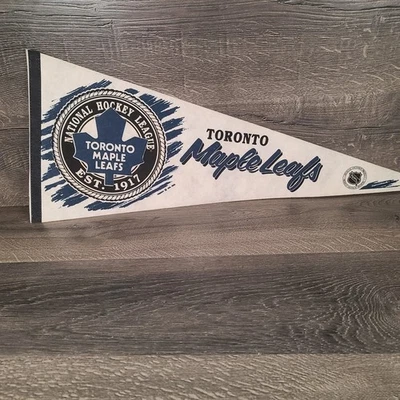 NATIONAL HOCKEY LEAGUE
TORONTO
MAPLE
LEAFS
EST. 1917
TORONTO
Maple Leafs